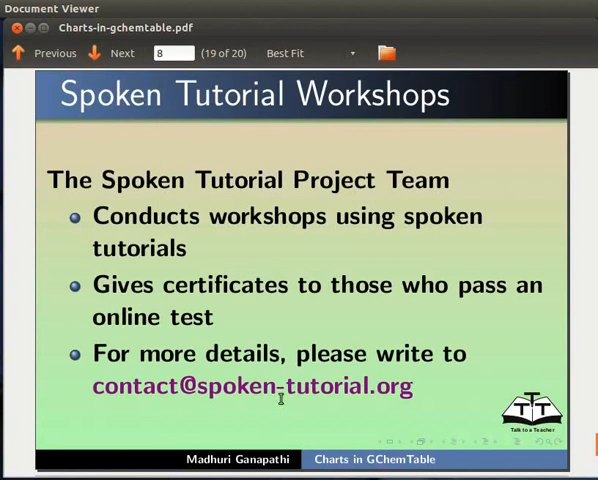 Document Viewer
Charts-in-gchemtable.pdf
Previous Next 8 (19 of 20) Best Fit
Spoken Tutorial Workshops
The Spoken Tutorial Project Team
Conducts workshops using spoken
tutorials
Gives certificates to those who pass an
online test
For more details, please write to
contact@spoken-tutorial.org
Talk to a Teacher
Madhuri Ganapathi Charts in GChemTable